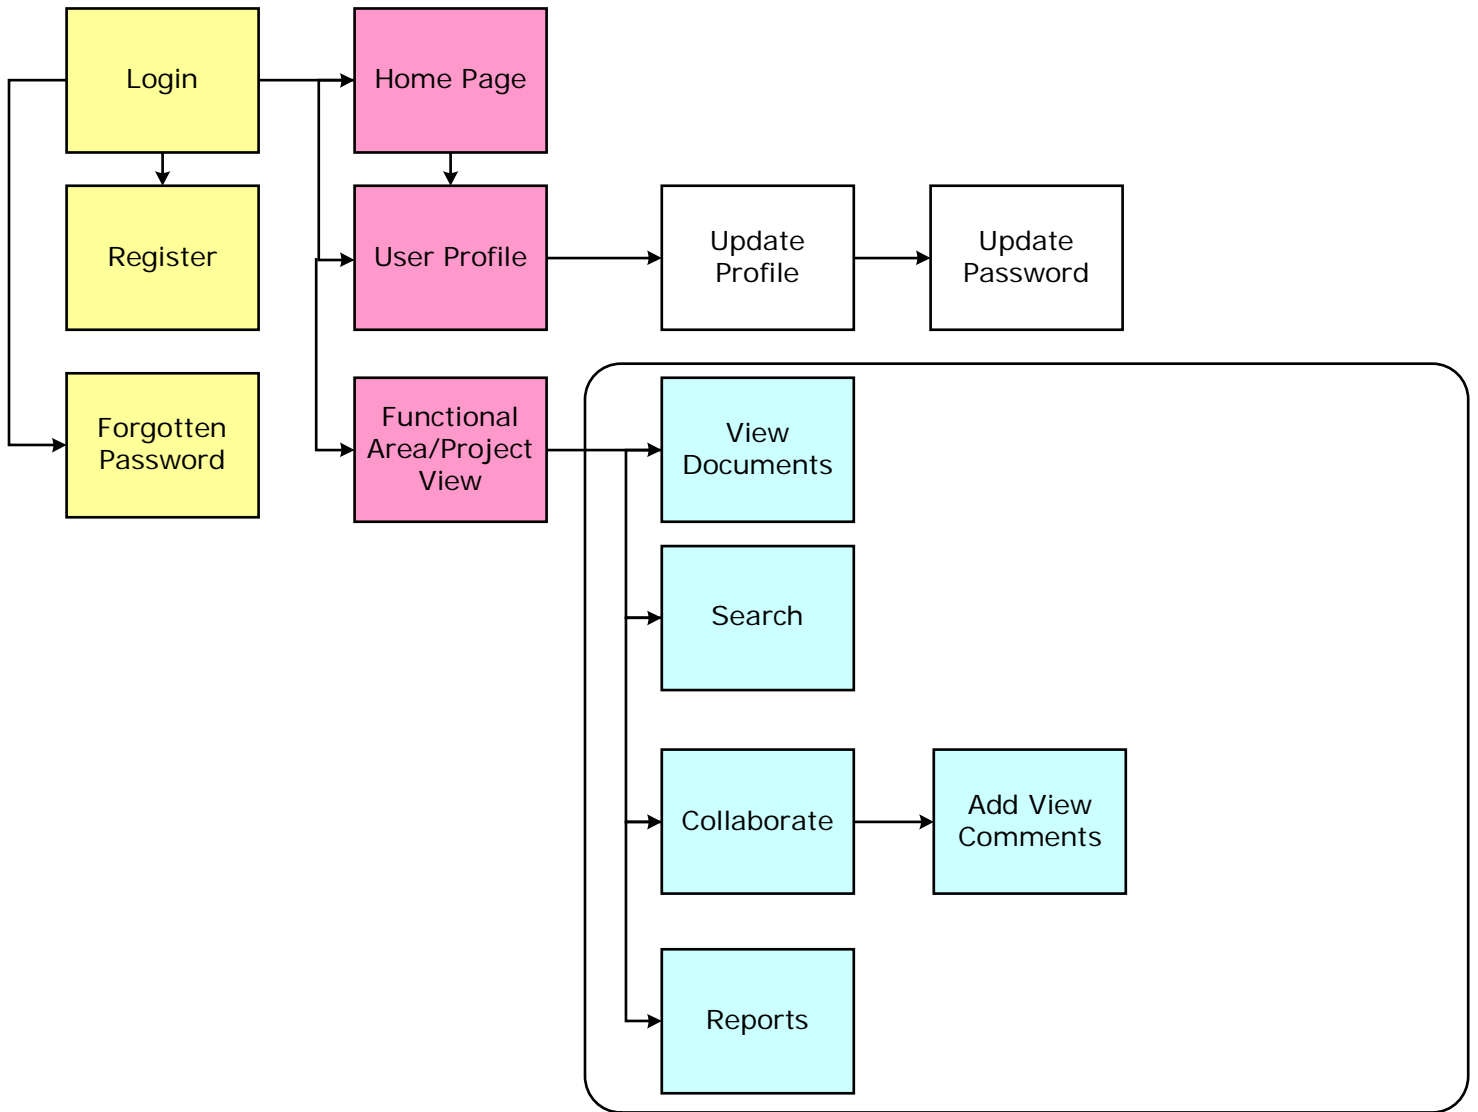 Login
Home Page
Register
User Profile
Update
Profile
Update
Password
Forgotten
Password
Functional
Area/Project
View
View
Documents
Search
Collaborate
Add View
Comments
Reports